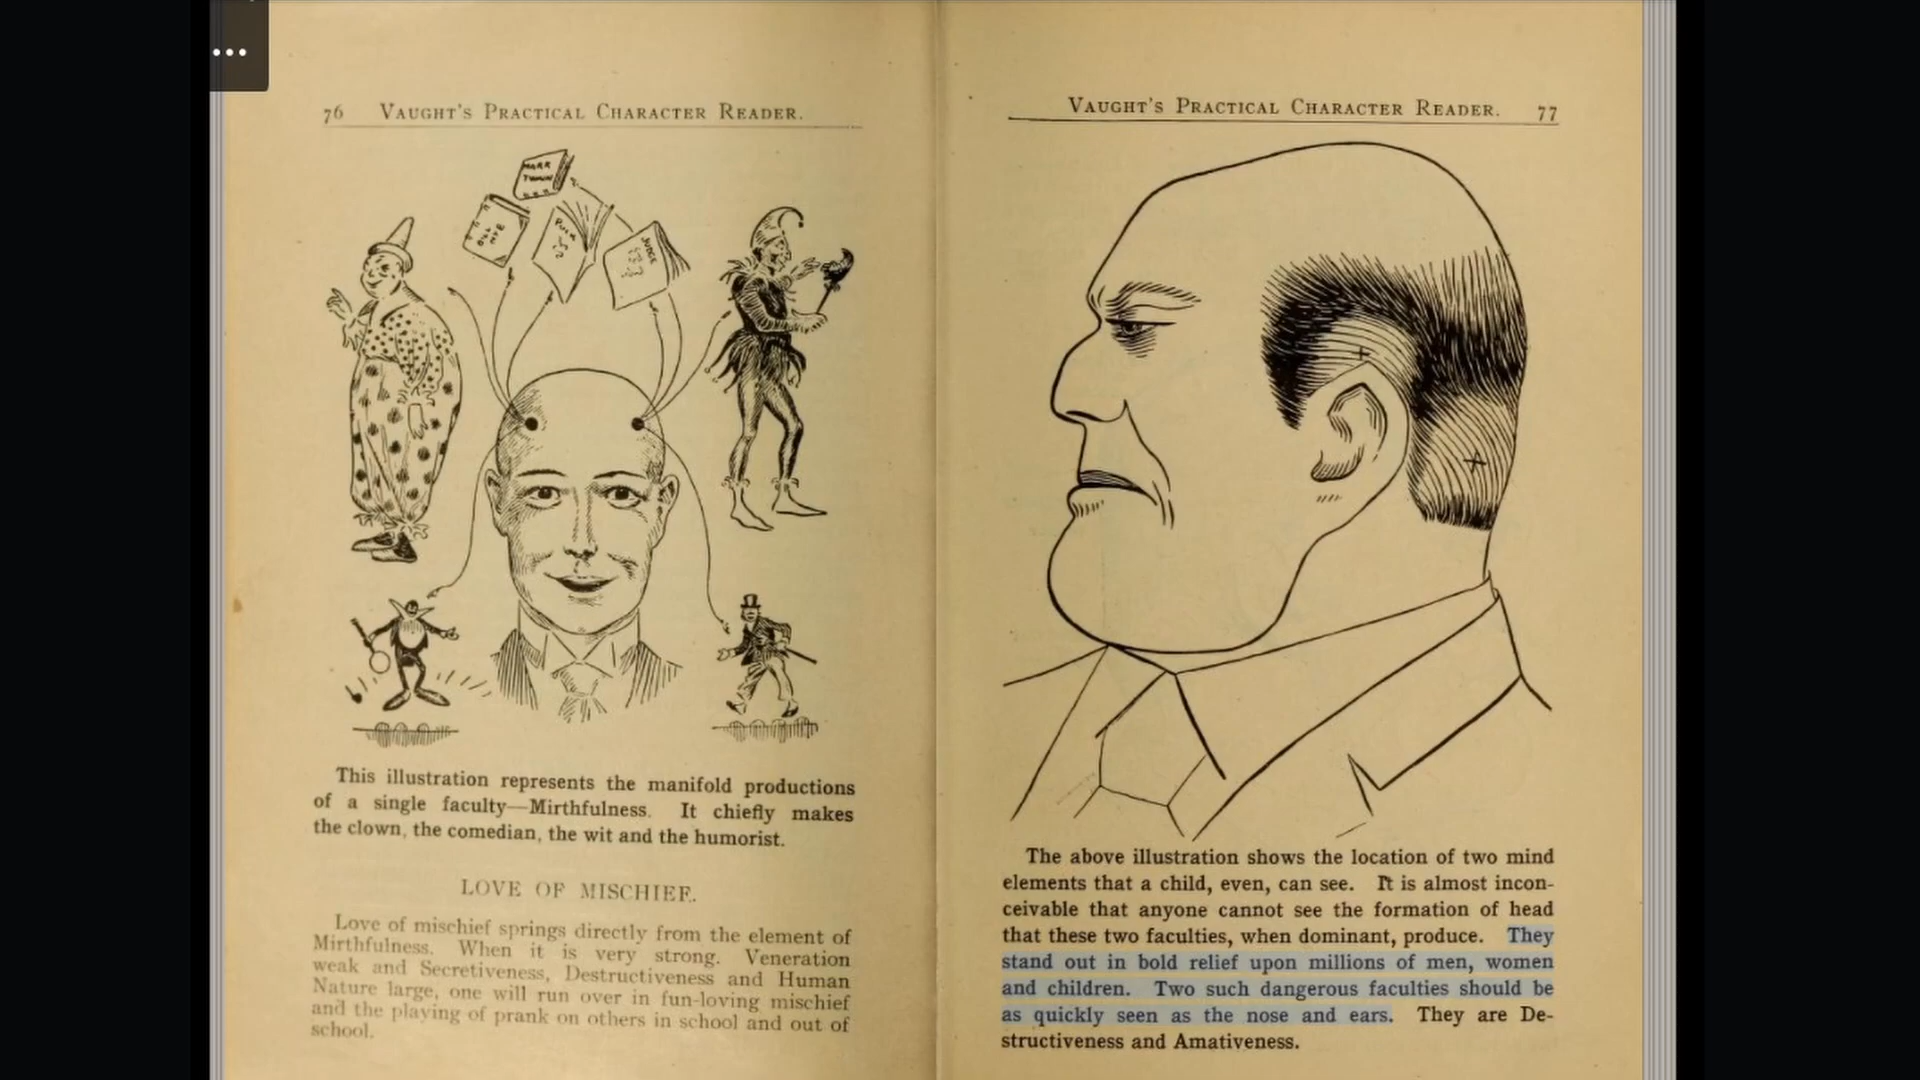 ...
76 VAUGHT'S PRACTICAL CHARACTER READER.
MARK
TWAIN
BILL
NYE
PUCK
JUDGE
This illustration represents the manifold productions
of a single faculty—Mirthfulness. It chiefly makes
the clown, the comedian, the wit and the humorist.
LOVE OF MISCHIEF.
Love of mischief springs directly from the element of
Mirthfulness. When it is very strong. Veneration
weak and Secretiveness, Destructiveness and Human
Nature large, one will run over in fun-loving mischief
and the playing of prank on others in school and out of
school.
VAUGHT'S PRACTICAL CHARACTER READER. 77
The above illustration shows the location of two mind
elements that a child, even, can see. It is almost incon-
ceivable that anyone cannot see the formation of head
that these two faculties, when dominant, produce. They
stand out in bold relief upon millions of men, women
and children. Two such dangerous faculties should be
as quickly seen as the nose and ears. They are De-
structiveness and Amativeness.